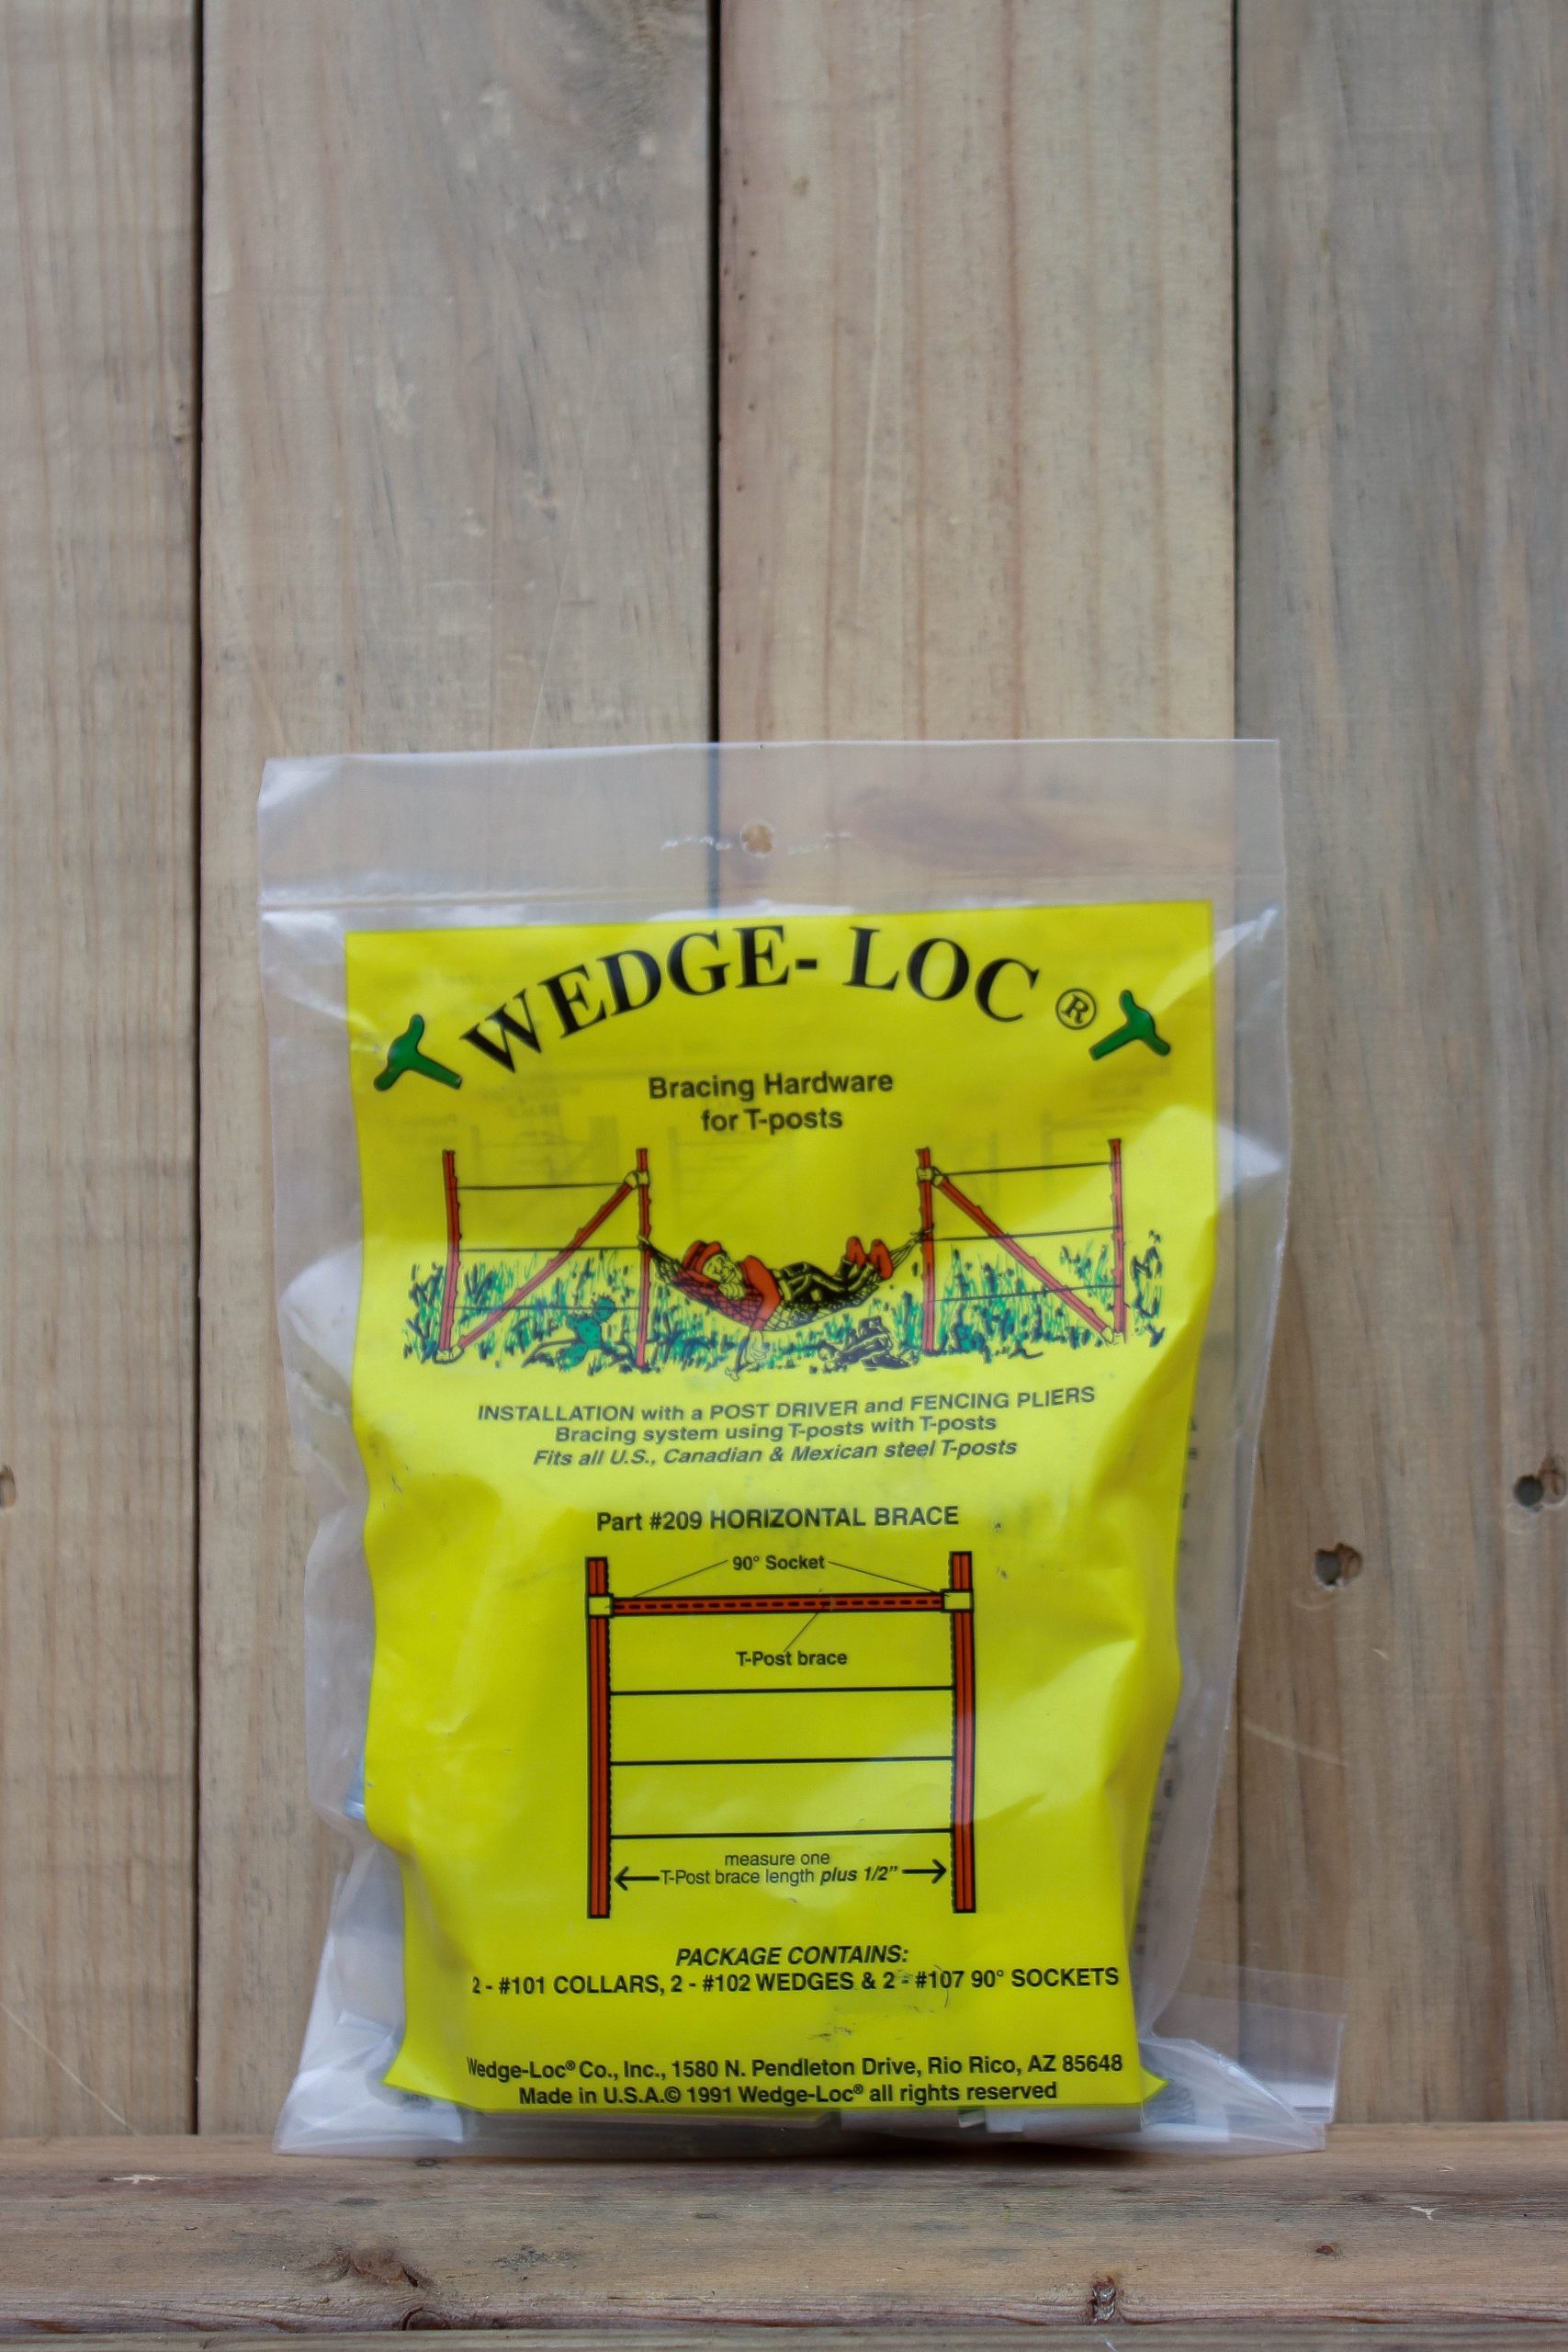 WEDGE- LOC ®
Bracing Hardware
for T-posts
INSTALLATION with a POST DRIVER and FENCING PLIERS
Bracing system using T-posts with T-posts
Fits all U.S., Canadian & Mexican steel T-posts
Part #209 HORIZONTAL BRACE
90° Socket
T-Post brace
measure one
T-Post brace length plus 1/2"
PACKAGE CONTAINS:
2 - #101 COLLARS, 2 - #102 WEDGES & 2 - #107 90° SOCKETS
Wedge-Loc® Co., Inc., 1580 N. Pendleton Drive, Rio Rico, AZ 85648
Made in U.S.A.© 1991 Wedge-Loc® all rights reserved